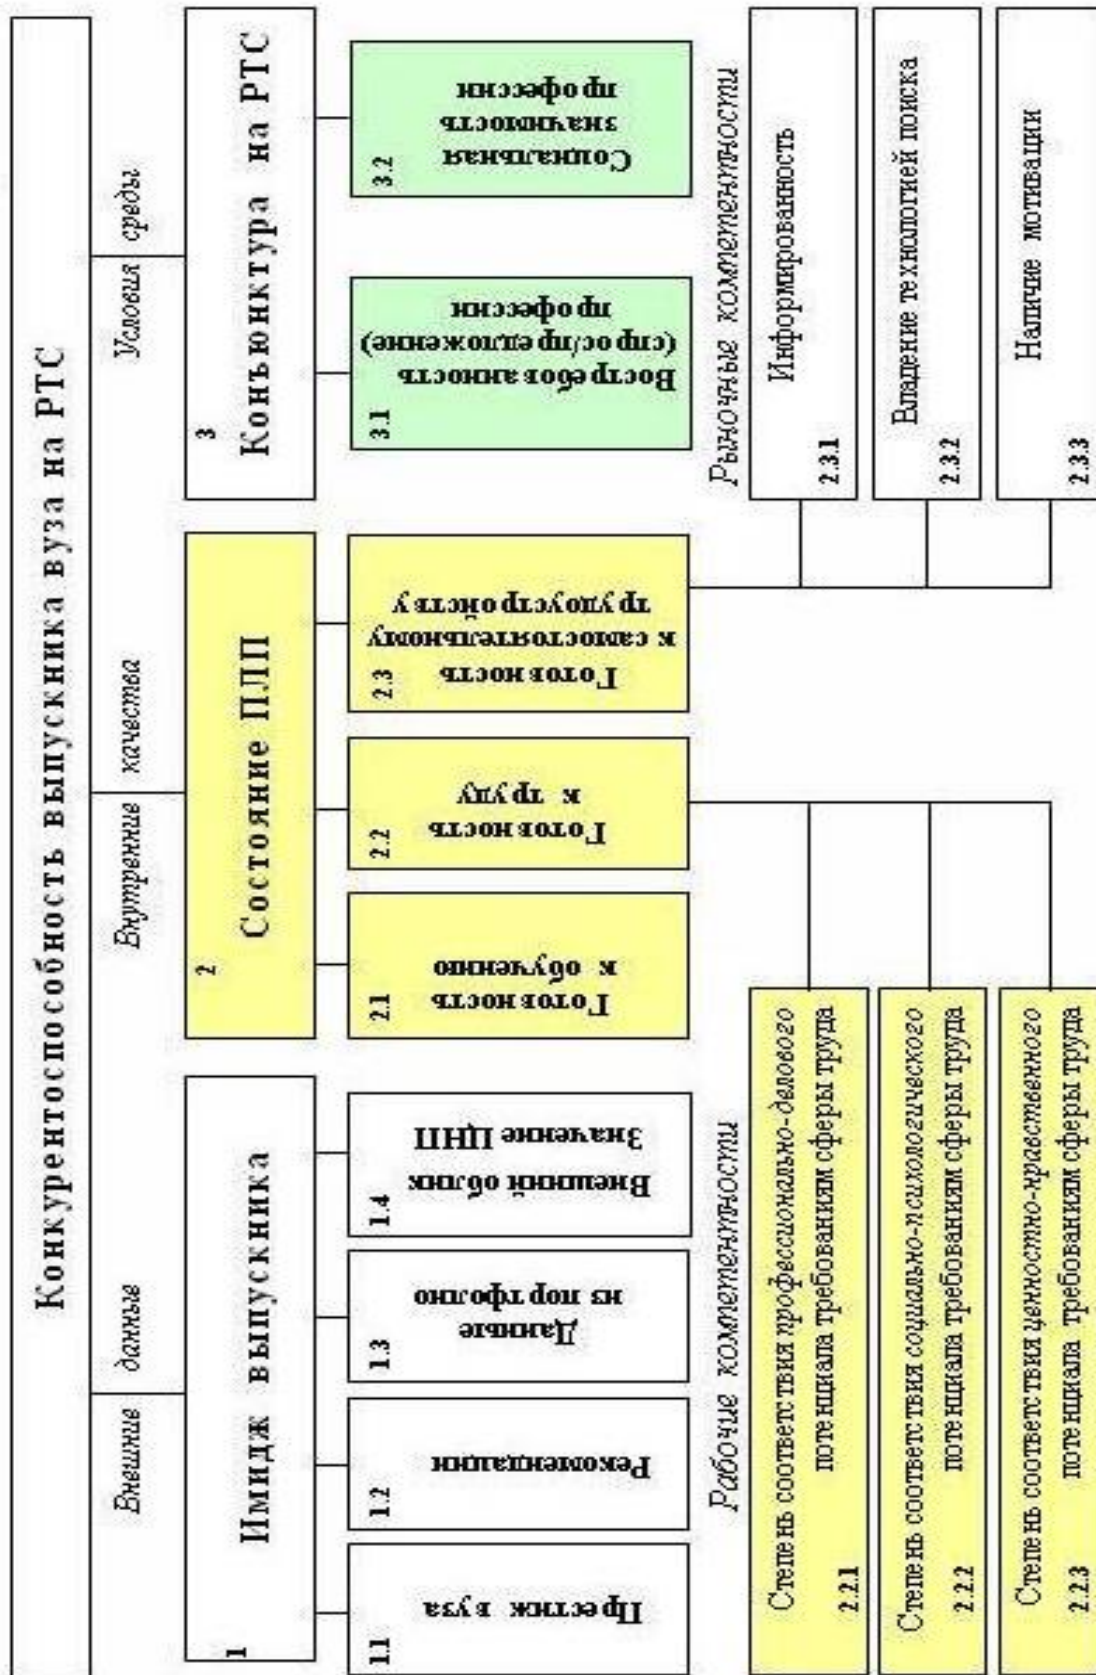 Конкурентоспособность выпускника вуза на РТС
Внешние данные
Внутренние качества
Условия среды
1
Имидж выпускника
2
Состояние ПЛП
3
Конъюнктура на РТС
1.1
Престиж вуза
1.2
Рекомендации
1.3
Данные
из портфолио
1.4
Внешний облик
Значение ЦНП
2.1
Готовность
к обучению
2.2
Готовность
к труду
2.3
Готовность
к самостоятельному
трудоустройству
3.1
Востребованность
(спрос/предложение)
профессии
3.2
Социальная
значимость
профессии
Рабочие компетентности
Степень соответствия профессионально-делового
потенциала требованиям сферы труда
2.2.1
Степень соответствия социально-психологического
потенциала требованиям сферы труда
2.2.2
Степень соответствия ценностно-нравственного
потенциала требованиям сферы труда
2.2.3
Рыночные компетентности
Информированность
2.3.1
Владение технологией поиска
2.3.2
Наличие мотивации
2.3.3